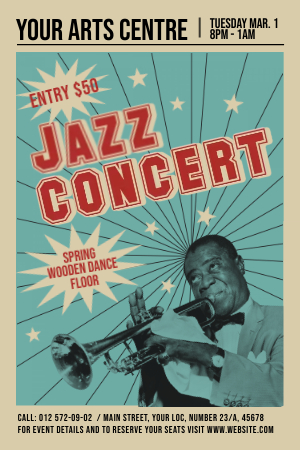 YOUR ARTS CENTRE | TUESDAY MAR. 1
8PM - 1AM
ENTRY $50
JAZZ
CONCERT
SPRING
WOODEN DANCE
FLOOR
CALL: 012 572-09-02 / MAIN STREET, YOUR LOC, NUMBER 23/A, 45678
FOR EVENT DETAILS AND TO RESERVE YOUR SEATS VISIT WWW.WEBSITE.COM